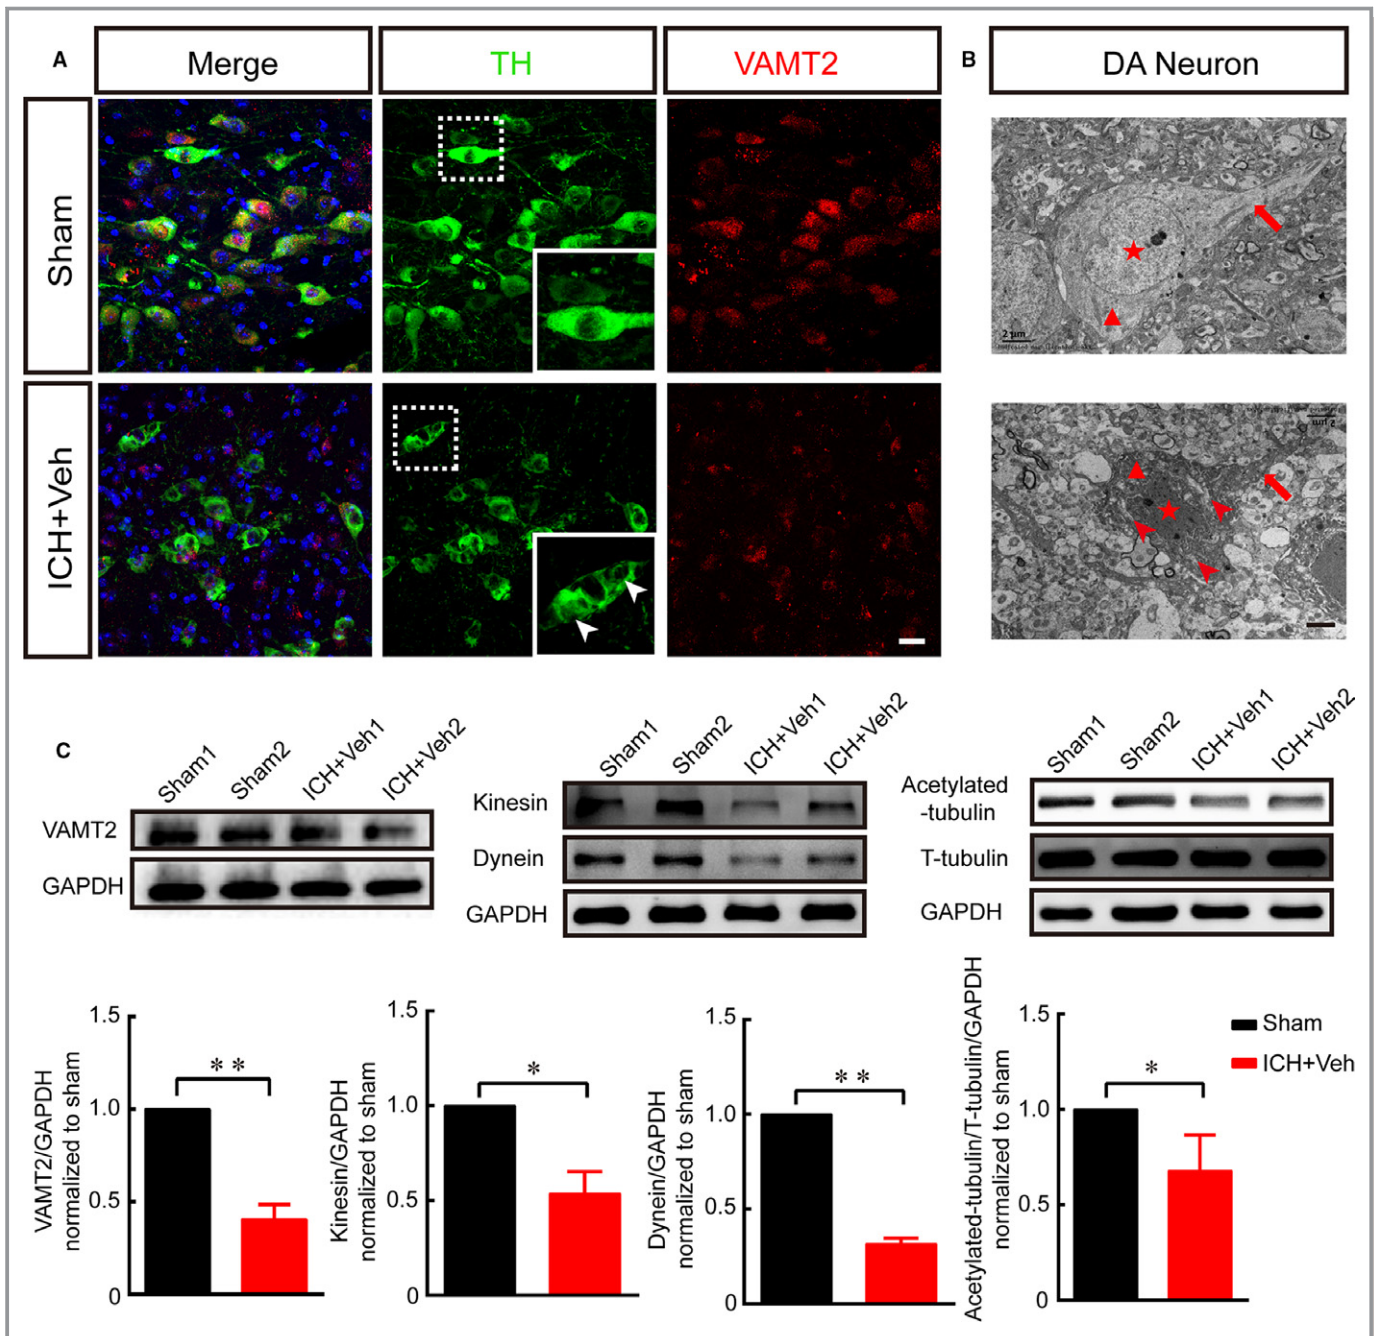 A
Merge
TH
VAMT2
B
DA Neuron
Sham
2 µm
ICH+Veh
2 µm
C
Sham1
Sham2
ICH+Veh1
ICH+Veh2
VAMT2
GAPDH
Sham1
Sham2
ICH+Veh1
ICH+Veh2
Kinesin
Dynein
GAPDH
Sham1
Sham2
ICH+Veh1
ICH+Veh2
Acetylated
-tubulin
T-tubulin
GAPDH
VAMT2/GAPDH
normalized to sham
1.5
1.0
0.5
0
**
Kinesin/GAPDH
normalized to sham
1.5
1.0
0.5
0
*
Dynein/GAPDH
normalized to sham
1.5
1.0
0.5
0
**
Acetylated-tubulin/T-tubulin/GAPDH
normalized to sham
1.5
1.0
0.5
0
*
Sham
ICH+Veh